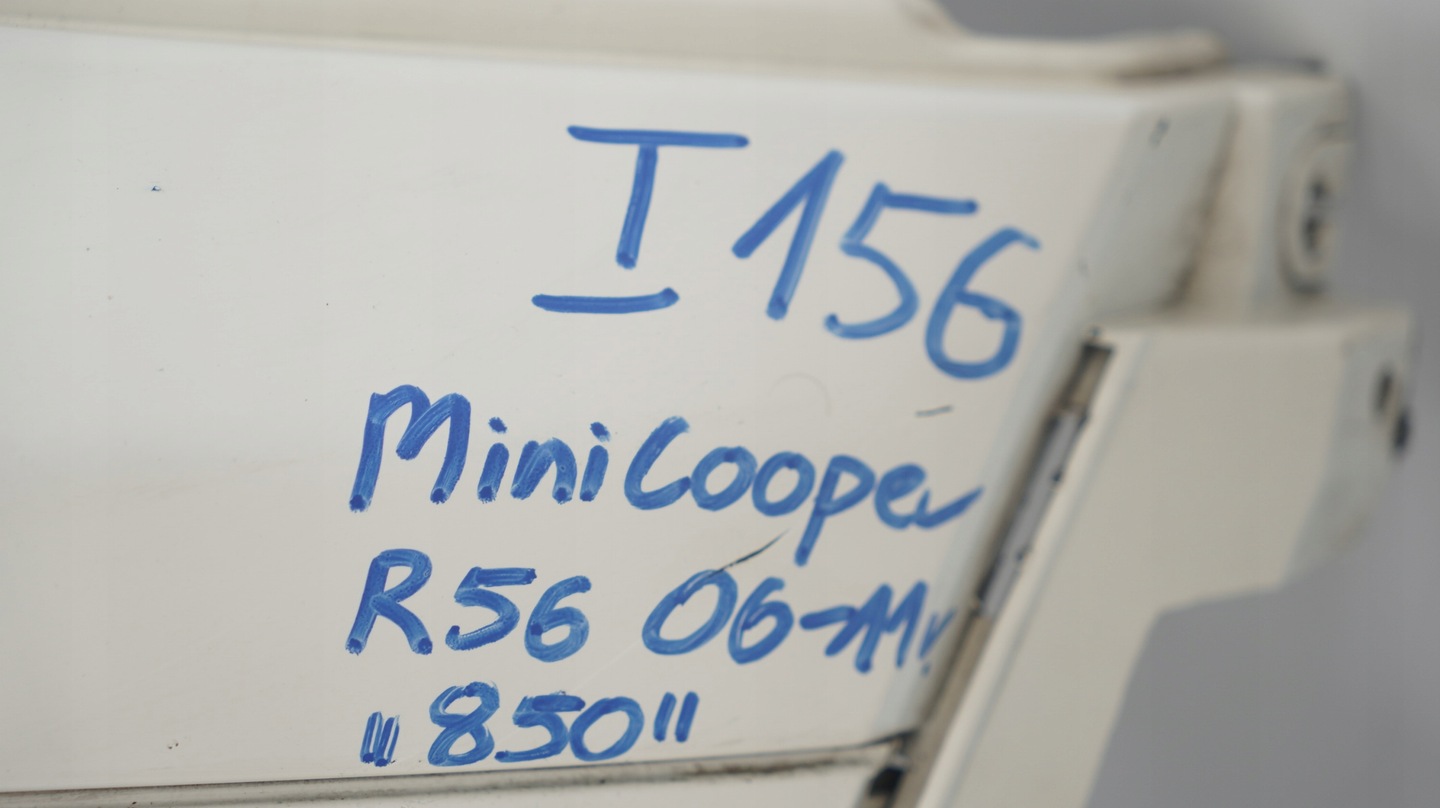 I 156
Mini Cooper
R56 06-11r
"850"